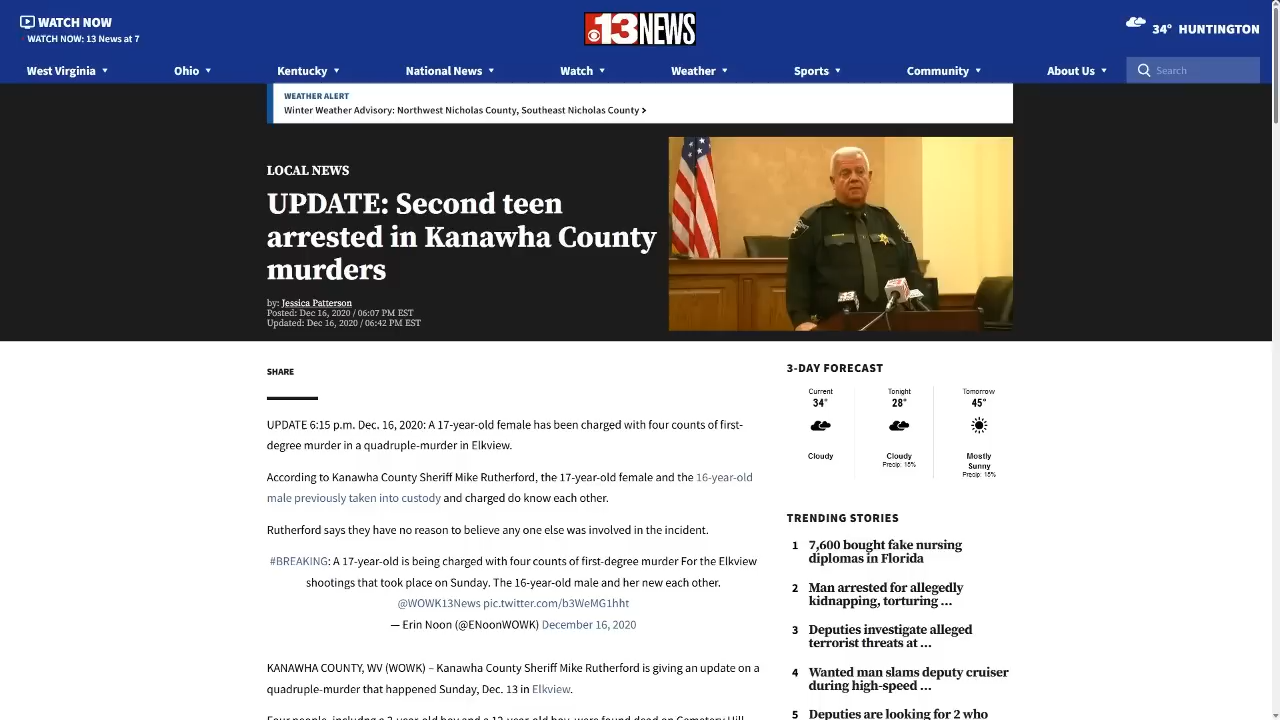 WATCH NOW
WATCH NOW: 13 News at 7
13 NEWS
34° HUNTINGTON
West Virginia
Ohio
Kentucky
National News
Watch
Weather
Sports
Community
About Us
Search
WEATHER ALERT
Winter Weather Advisory: Northwest Nicholas County, Southeast Nicholas County >
LOCAL NEWS
UPDATE: Second teen
arrested in Kanawha County
murders
by: Jessica Patterson
Posted: Dec 16, 2020 / 06:07 PM EST
Updated: Dec 16, 2020 / 06:42 PM EST
SHARE
UPDATE 6:15 p.m. Dec. 16, 2020: A 17-year-old female has been charged with four counts of first-
degree murder in a quadruple-murder in Elkview.
According to Kanawha County Sheriff Mike Rutherford, the 17-year-old female and the 16-year-old
male previously taken into custody and charged do know each other.
Rutherford says they have no reason to believe any one else was involved in the incident.
#BREAKING: A 17-year-old is being charged with four counts of first-degree murder For the Elkview
shootings that took place on Sunday. The 16-year-old male and her new each other.
@WOWK13News pic.twitter.com/b3WeMG1hht
— Erin Noon (@ENoonWOWK) December 16, 2020
KANAWHA COUNTY, WV (WOWK) – Kanawha County Sheriff Mike Rutherford is giving an update on a
quadruple-murder that happened Sunday, Dec. 13 in Elkview.
3-DAY FORECAST
Current
34°
Cloudy
Tonight
28°
Cloudy
Precip: 15%
Tomorrow
45°
Mostly
Sunny
Precip: 15%
TRENDING STORIES
1 7,600 bought fake nursing
diplomas in Florida
2 Man arrested for allegedly
kidnapping, torturing ...
3 Deputies investigate alleged
terrorist threats at ...
4 Wanted man slams deputy cruiser
during high-speed ...
5 Deputies are looking for 2 who